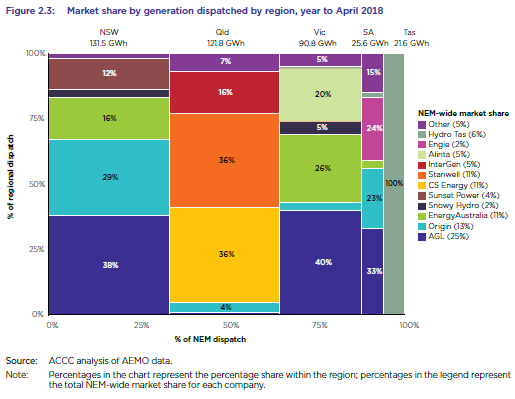 Figure 2.3: Market share by generation dispatched by region, year to April 2018
NSW Qld Vic SA Tas
131.5 GWh 121.8 GWh 90.8 GWh 25.6 GWh 21.6 GWh
100%
75%
50%
25%
0%
% of regional dispatch
12%
16%
29%
38%
7%
16%
36%
36%
4%
5%
20%
5%
26%
40%
15%
24%
23%
33%
100%
0% 25% 50% 75% 100%
% of NEM dispatch
NEM-wide market share
Other (5%)
Hydro Tas (6%)
Engie (2%)
Alinta (5%)
InterGen (5%)
Stanwell (11%)
CS Energy (11%)
Sunset Power (4%)
Snowy Hydro (2%)
EnergyAustralia (11%)
Origin (13%)
AGL (25%)
Source: ACCC analysis of AEMO data.
Note: Percentages in the chart represent the percentage share within the region; percentages in the legend represent
the total NEM-wide market share for each company.